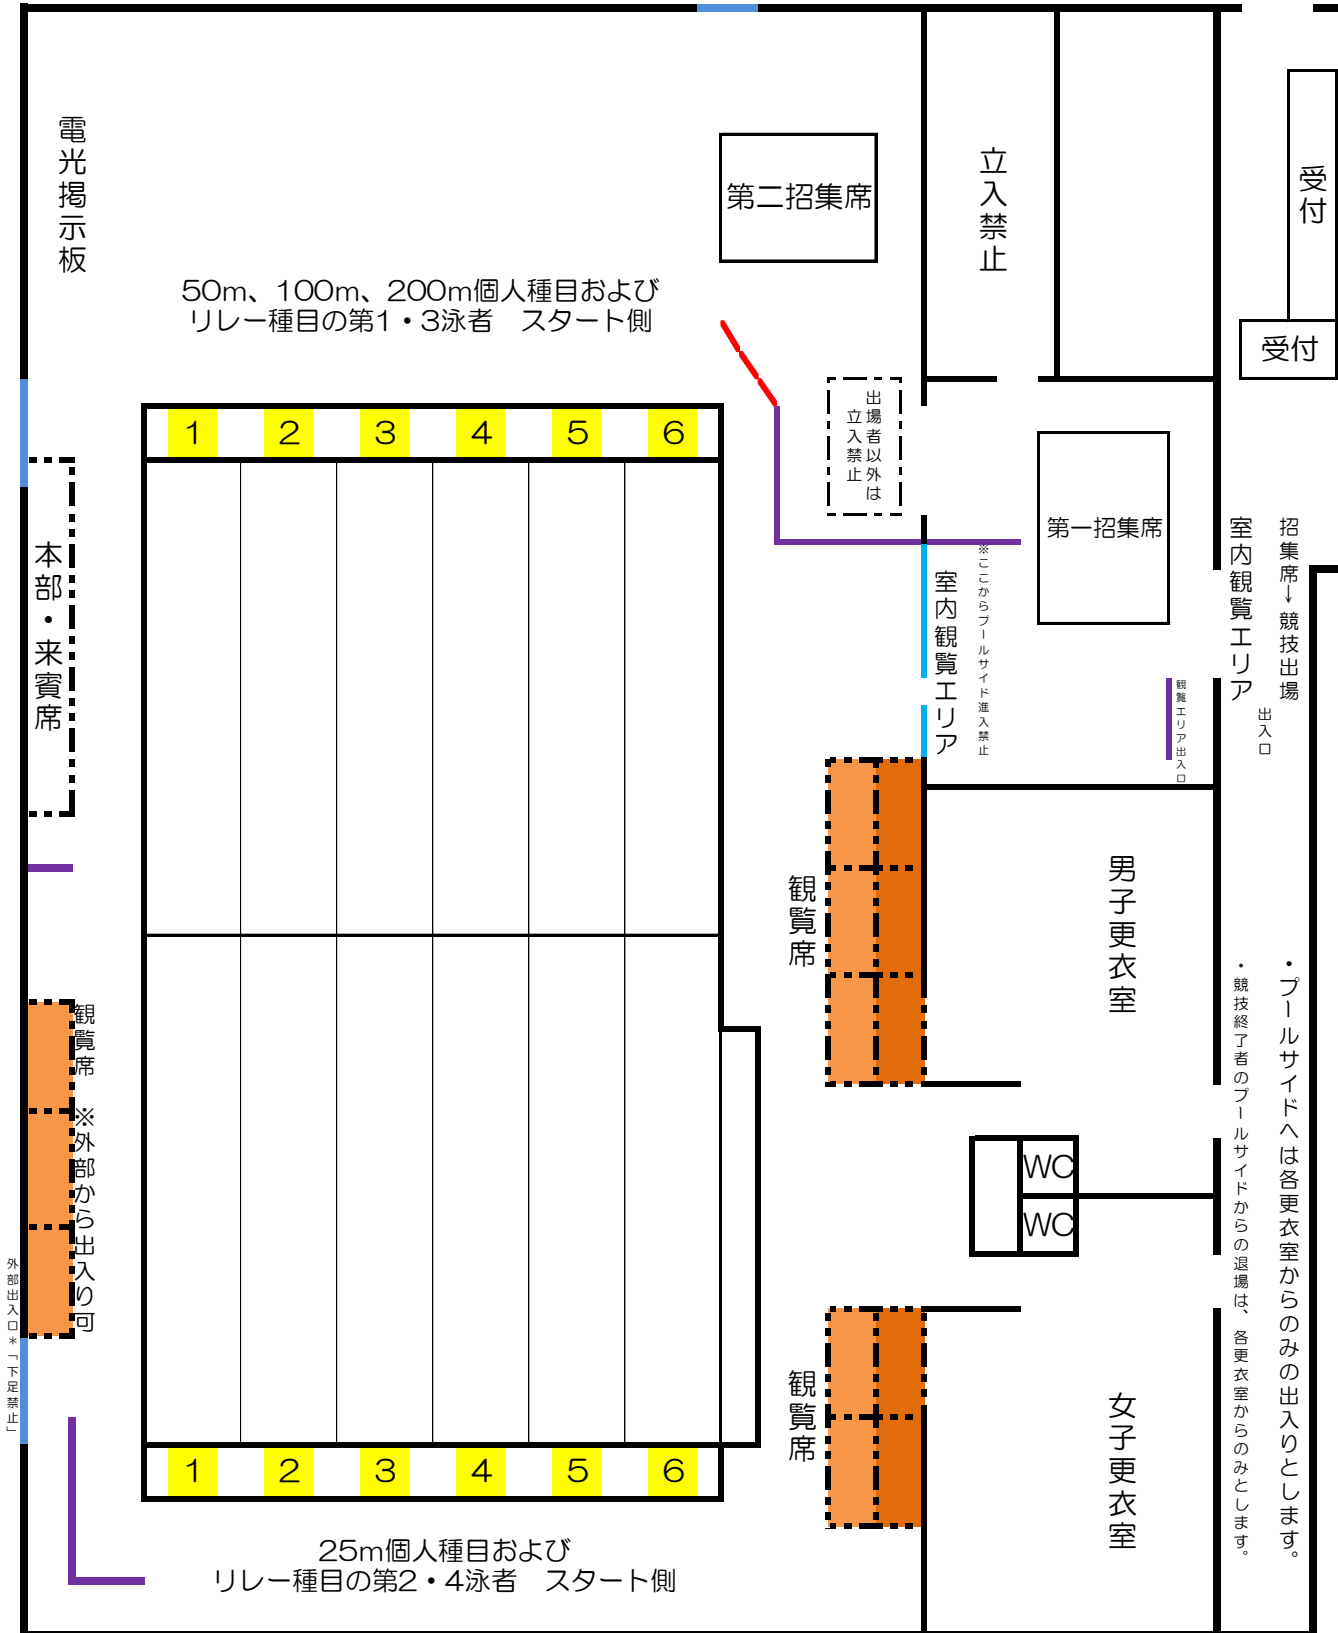 電光掲示板
第二招集席
立入禁止
受付
受付
50m、100m、200m個人種目および
リレー種目の第1・3泳者　スタート側
出場者以外は
立入禁止
1 2 3 4 5 6
第一招集席
本部・来賓席
室内観覧エリア
※ここからプールサイド進入禁止
室内観覧エリア
招集席→競技出場
出入口
観覧エリア出入口
観覧席
男子更衣室
・プールサイドへは各更衣室からのみの出入りとします。
・競技終了者のプールサイドからの退場は、各更衣室からのみとします。
観覧席　※外部から出入り可
WC
WC
外部出入口＊「下足禁止」
観覧席
女子更衣室
1 2 3 4 5 6
25m個人種目および
リレー種目の第2・4泳者　スタート側